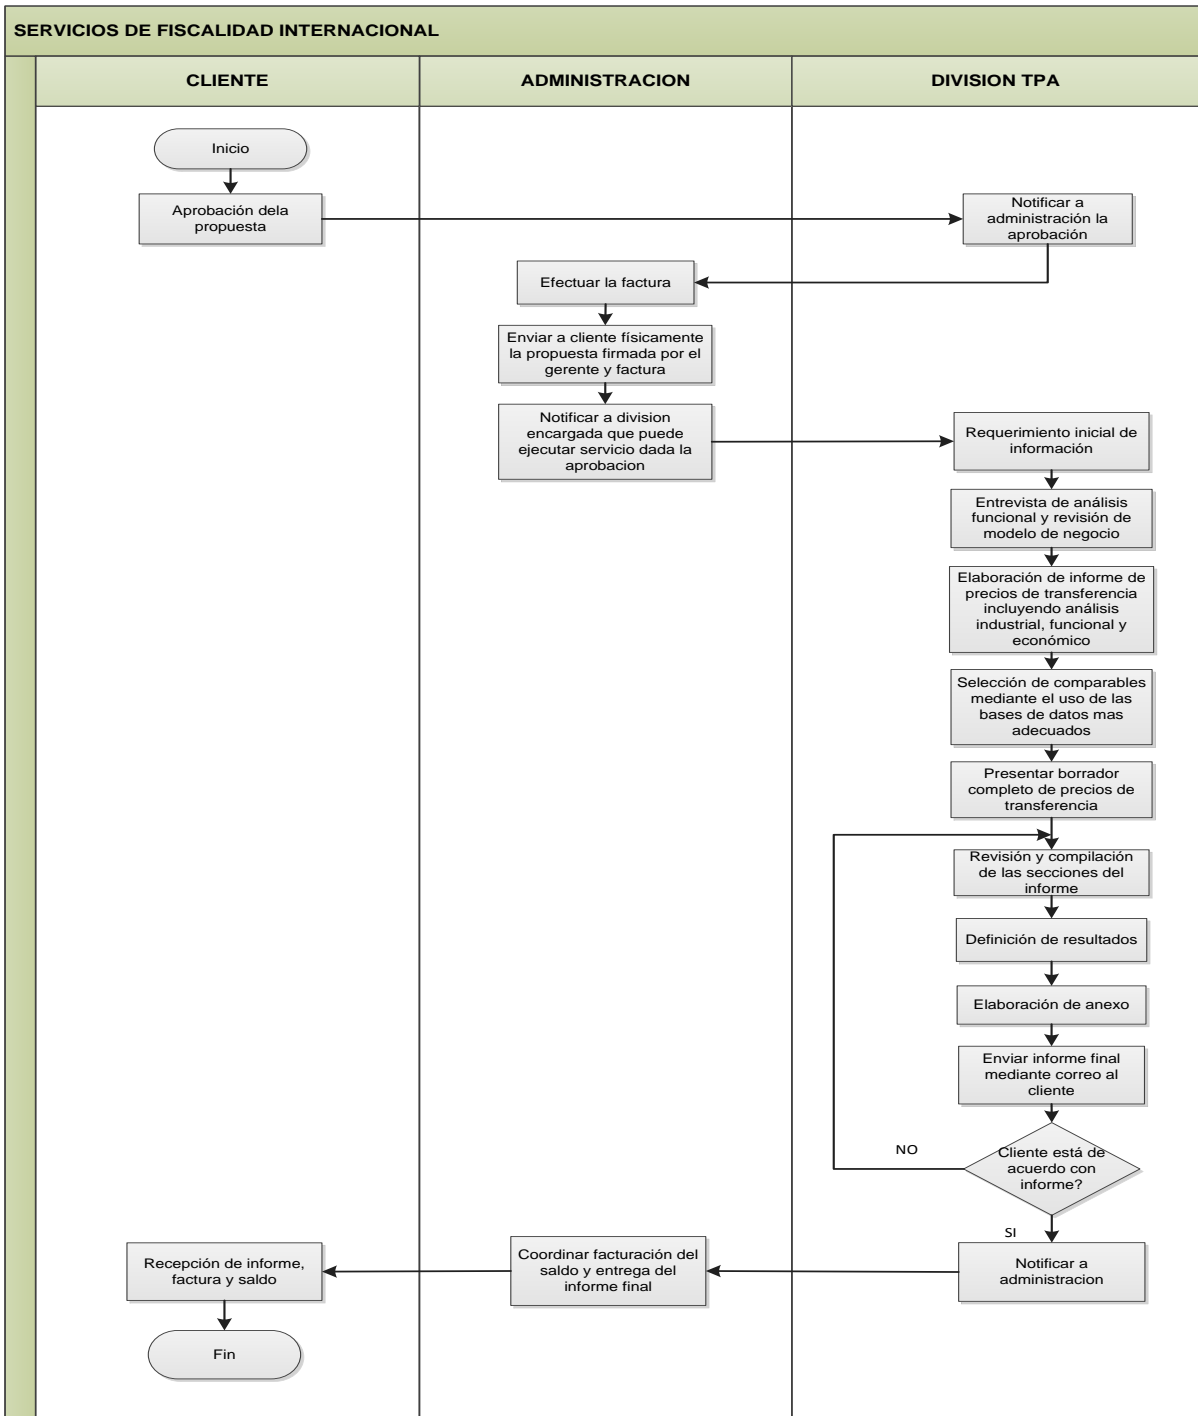 SERVICIOS DE FISCALIDAD INTERNACIONAL
CLIENTE
ADMINISTRACION
DIVISION TPA
Inicio
Aprobación dela
propuesta
Notificar a
administración la
aprobación
Efectuar la factura
Enviar a cliente físicamente
la propuesta firmada por el
gerente y factura
Notificar a division
encargada que puede
ejecutar servicio dada la
aprobacion
Requerimiento inicial de
información
Entrevista de análisis
funcional y revisión de
modelo de negocio
Elaboración de informe de
precios de transferencia
incluyendo análisis
industrial, funcional y
económico
Selección de comparables
mediante el uso de las
bases de datos mas
adecuados
Presentar borrador
completo de precios de
transferencia
Revisión y compilación
de las secciones del
informe
Definición de resultados
Elaboración de anexo
Enviar informe final
mediante correo al
cliente
Cliente está de
acuerdo con
informe?
NO
SI
Notificar a
administracion
Coordinar facturación del
saldo y entrega del
informe final
Recepción de informe,
factura y saldo
Fin